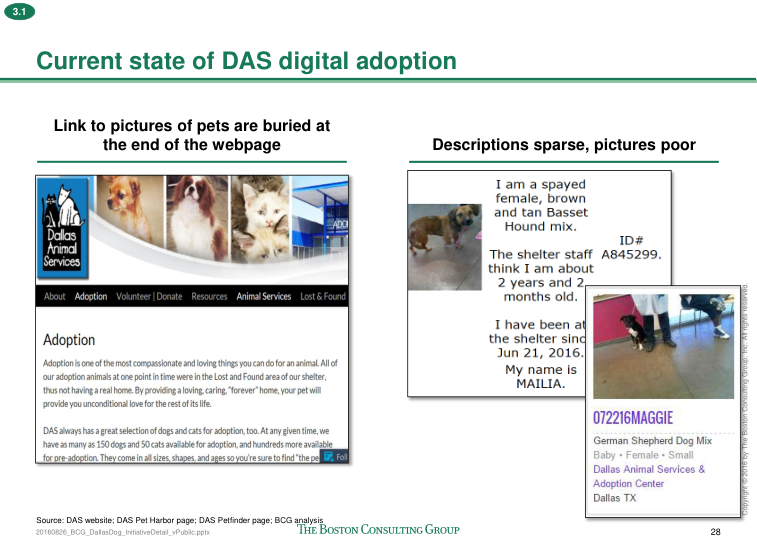 3.1
Current state of DAS digital adoption
Link to pictures of pets are buried at
the end of the webpage
Dallas
Animal
Services
ADO
About Adoption Volunteer | Donate Resources Animal Services Lost & Found
Adoption
Adoption is one of the most compassionate and loving things you can do for an animal. All of
our adoption animals at one point in time were in the Lost and Found area of our shelter,
thus not having a real home. By providing a loving, caring, "forever" home, your pet will
provide you unconditional love for the rest of its life.
DAS always has a great selection of dogs and cats for adoption, too. At any given time, we
have as many as 150 dogs and 50 cats available for adoption, and hundreds more available
for pre-adoption. They come in all sizes, shapes, and ages so you're sure to find "the pe
Foll
Descriptions sparse, pictures poor
I am a spayed
female, brown
and tan Basset
Hound mix.
The shelter staff
think I am about
2 years and 2
months old.
I have been at
the shelter sinc
Jun 21, 2016.
My name is
MAILIA.
ID#
A845299.
072216MAGGIE
German Shepherd Dog Mix
Baby • Female • Small
Dallas Animal Services &
Adoption Center
Dallas TX
Copyright © 2016 by The Boston Consulting Group, Inc. All rights reserved.
Source: DAS website; DAS Pet Harbor page; DAS Petfinder page; BCG analysis
20160826_BCG_DallasDog_InitiativeDetail_vPublic.pptx
THE BOSTON CONSULTING GROUP
28